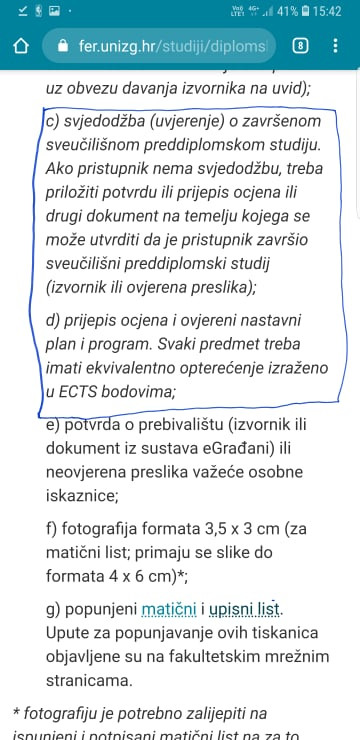 41% 15:42
fer.unizg.hr/studiji/diplomsl
8
uz obvezu davanja izvornika na uvid);
c) svjedodžba (uvjerenje) o završenom
sveučilišnom preddiplomskom studiju.
Ako pristupnik nema svjedodžbu, treba
priložiti potvrdu ili prijepis ocjena ili
drugi dokument na temelju kojega se
može utvrditi da je pristupnik završio
sveučilišni preddiplomski studij
(izvornik ili ovjerena preslika);
d) prijepis ocjena i ovjereni nastavni
plan i program. Svaki predmet treba
imati ekvivalentno opterećenje izraženo
u ECTS bodovima;
e) potvrda o prebivalištu (izvornik ili
dokument iz sustava eGrađani) ili
neovjerena preslika važeće osobne
iskaznice;
f) fotografija formata 3,5 x 3 cm (za
matični list; primaju se slike do
formata 4 x 6 cm)*;
g) popunjeni matični i upisni list.
Upute za popunjavanje ovih tiskanica
objavljene su na fakultetskim mrežnim
stranicama.
* fotografiju je potrebno zalijepiti na
ispunjeni i potpisani matični list na za to